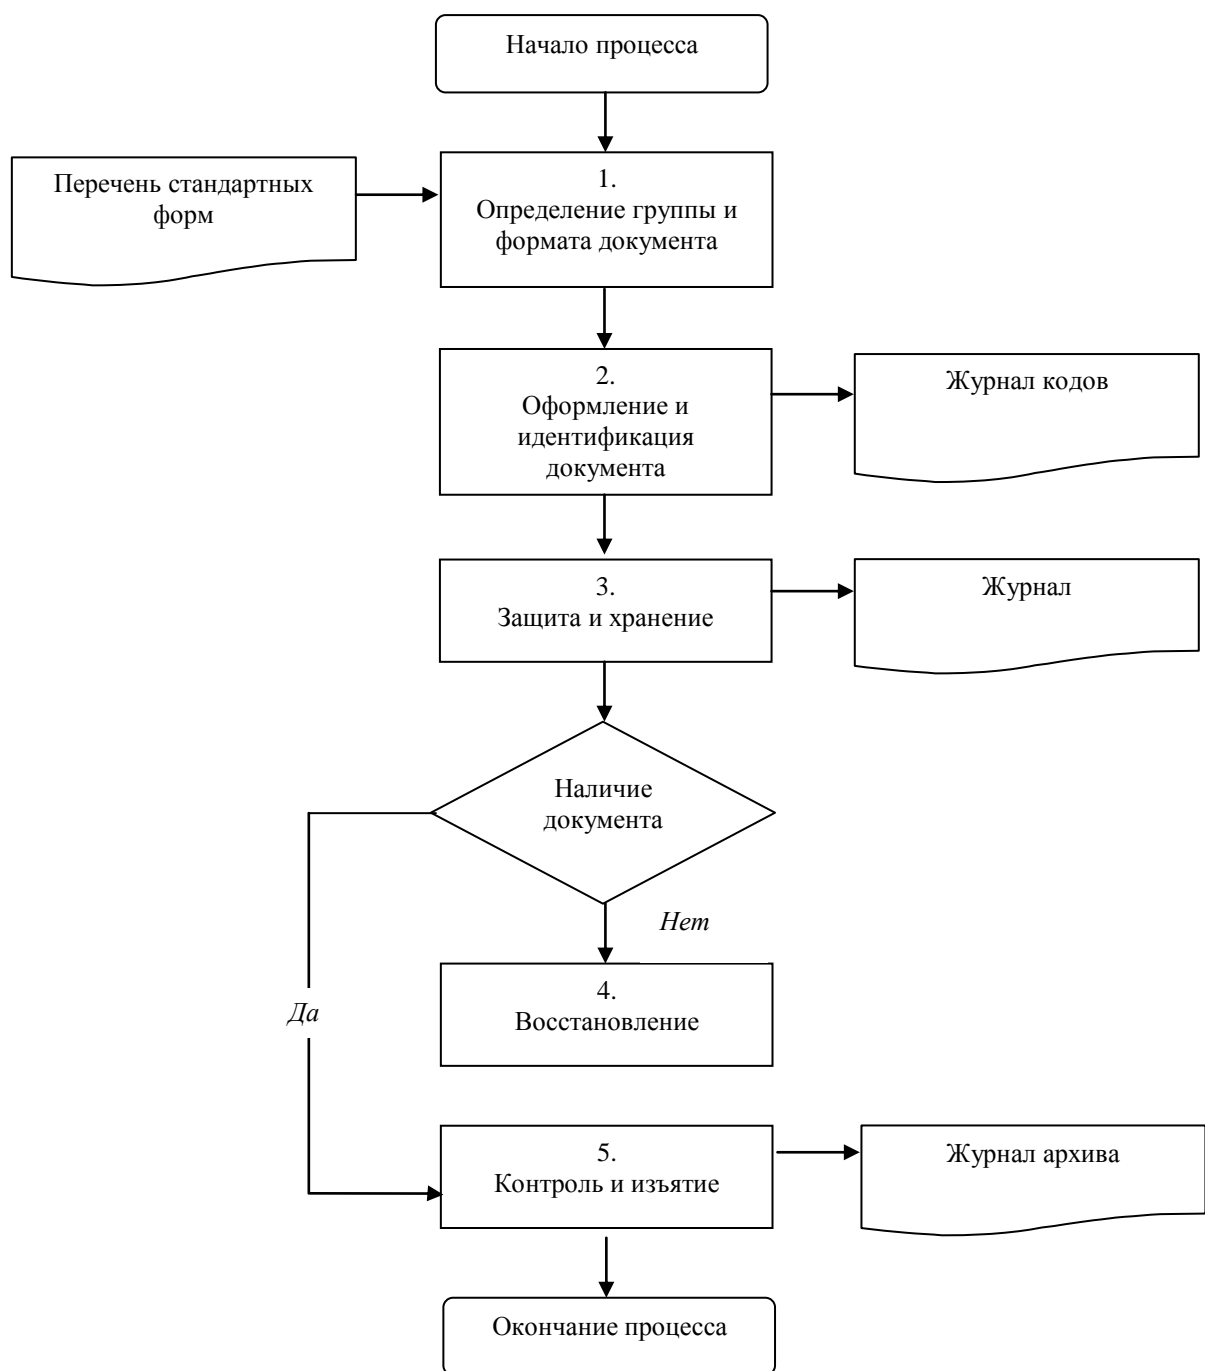 Начало процесса
Перечень стандартных
форм
1.
Определение группы и
формата документа
2.
Оформление и
идентификация
документа
Журнал кодов
3.
Защита и хранение
Журнал
Наличие
документа
Нет
4.
Восстановление
Да
5.
Контроль и изъятие
Журнал архива
Окончание процесса